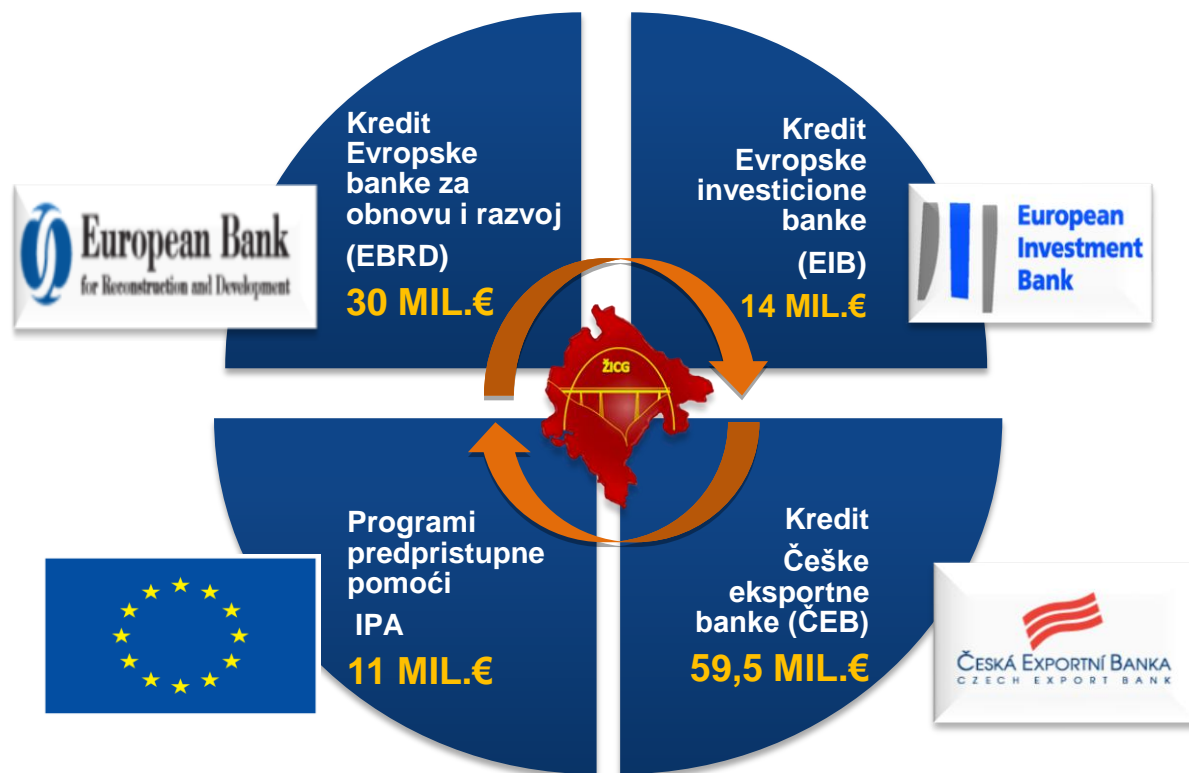 Kredit
Evropske
banke za
obnovu i razvoj
(EBRD)
30 MIL.€
Kredit
Evropske
investicione
banke
(EIB)
14 MIL.€
European Bank
for Reconstruction and Development
European
Investment
Bank
ŽICG
Programi
predpristupne
pomoći
IPA
11 MIL.€
Kredit
Češke
eksportne
banke (ČEB)
59,5 MIL.€
ČESKÁ EXPORTNÍ BANKA
CZECH EXPORT BANK